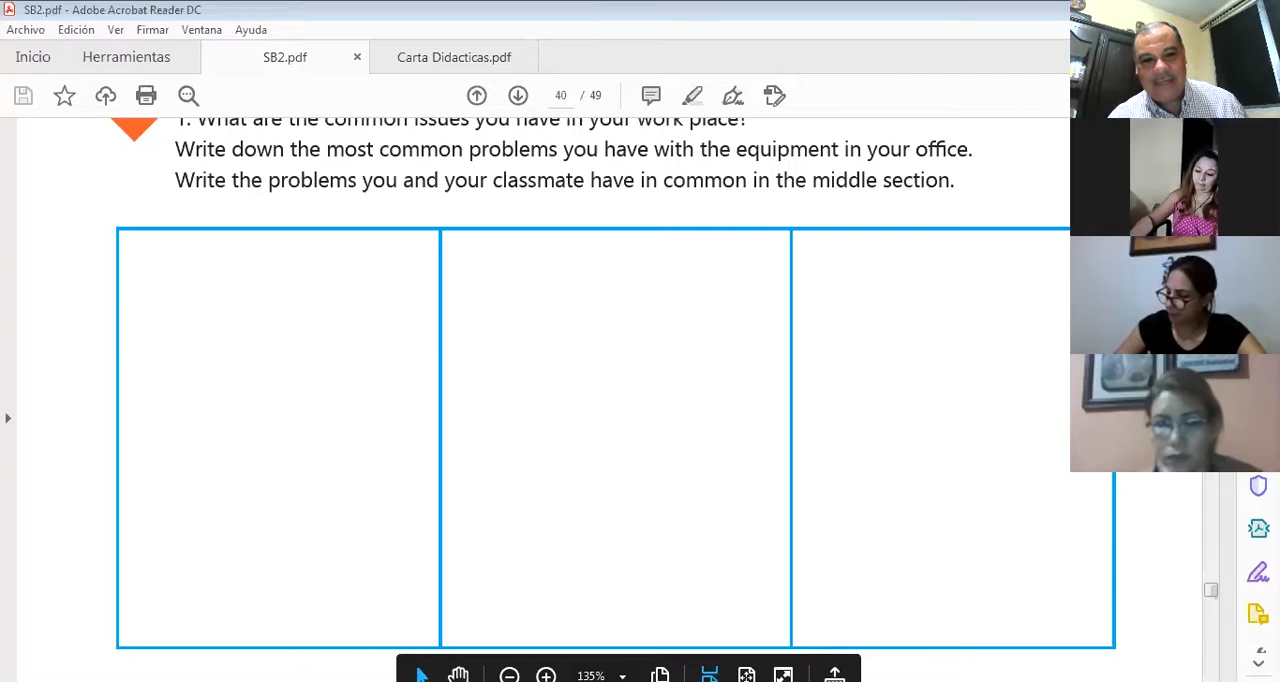 SB2.pdf - Adobe Acrobat Reader DC
Archivo Edición Ver Firmar Ventana Ayuda
Inicio Herramientas SB2.pdf × Carta Didacticas.pdf
40 / 49
1. What are the common issues you have in your work place?
Write down the most common problems you have with the equipment in your office.
Write the problems you and your classmate have in common in the middle section.
135%